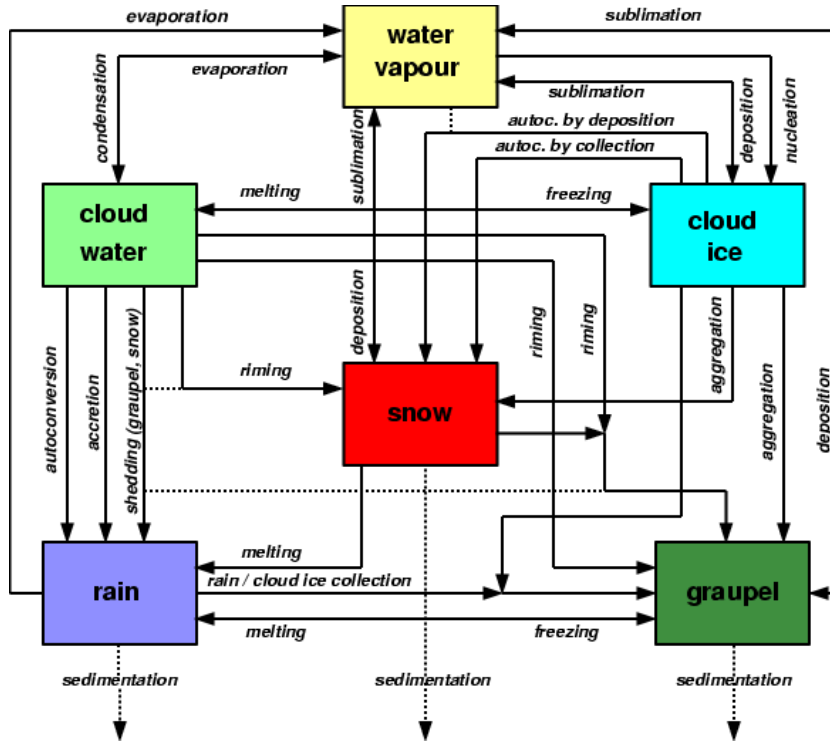 evaporation
water
vapour
sublimation
evaporation
condensation
sublimation
deposition
nucleation
autoc. by deposition
autoc. by collection
sublimation
melting
freezing
cloud
water
cloud
ice
deposition
riming
riming
riming
aggregation
aggregation
deposition
snow
autoconversion
accretion
shedding (graupel, snow)
melting
rain / cloud ice collection
rain
graupel
melting
freezing
sedimentation
sedimentation
sedimentation